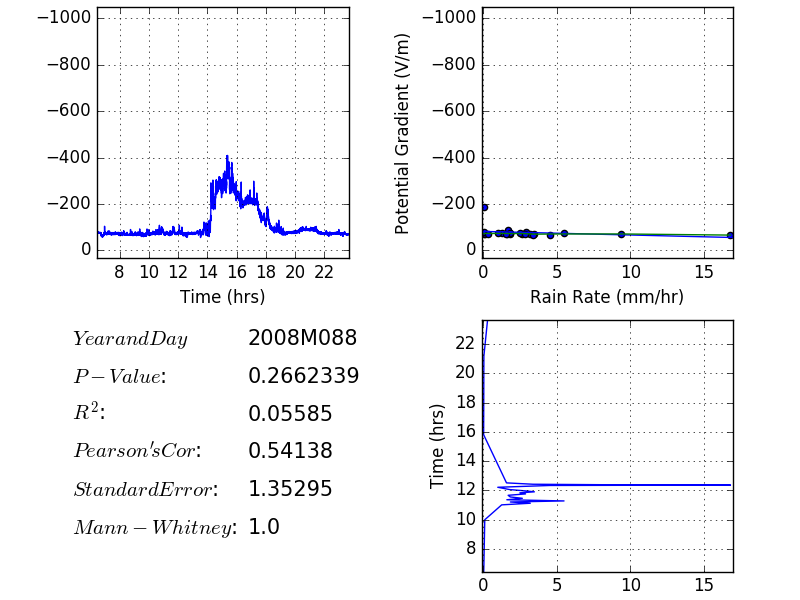 −1000
−800
−600
−400
−200
0
8 10 12 14 16 18 20 22
Time (hrs)
Potential Gradient (V/m)
−1000
−800
−600
−400
−200
0
0 5 10 15
Rain Rate (mm/hr)
YearandDay 2008M088
P−Value: 0.2662339
R²: 0.05585
Pearson'sCor: 0.54138
StandardError: 1.35295
Mann−Whitney: 1.0
Time (hrs)
22
20
18
16
14
12
10
8
0 5 10 15